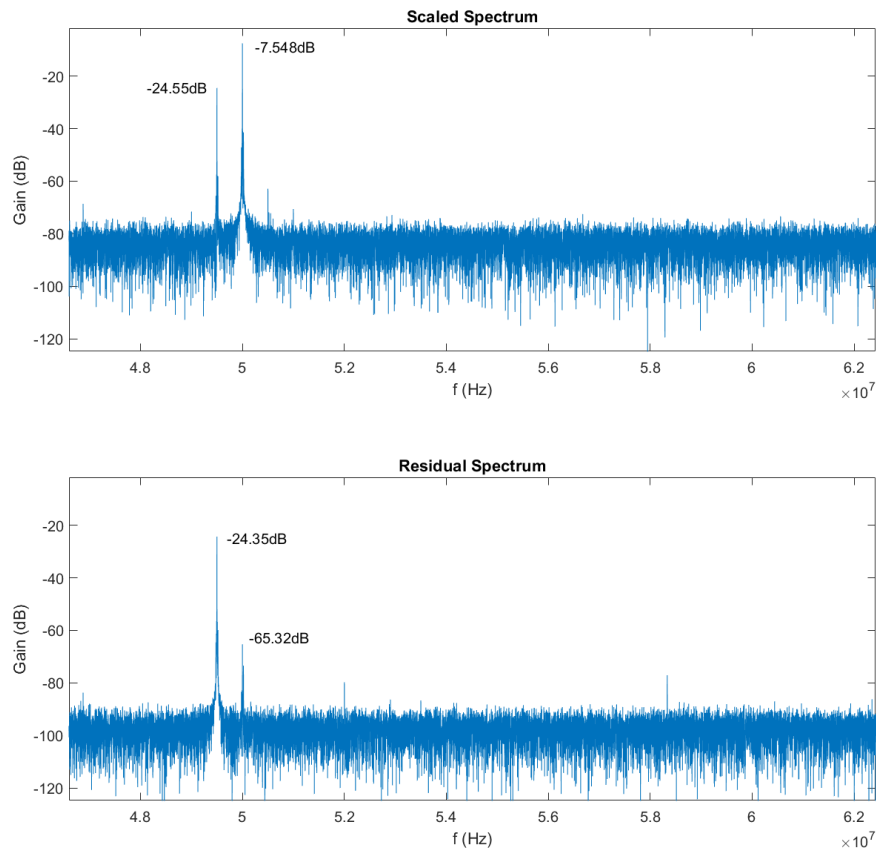 Scaled Spectrum
-7.548dB
-24.55dB
-20
-40
-60
-80
-100
-120
Gain (dB)
4.8 5 5.2 5.4 5.6 5.8 6 6.2
f (Hz)
×10^7
Residual Spectrum
-24.35dB
-65.32dB
-20
-40
-60
-80
-100
-120
Gain (dB)
4.8 5 5.2 5.4 5.6 5.8 6 6.2
f (Hz)
×10^7